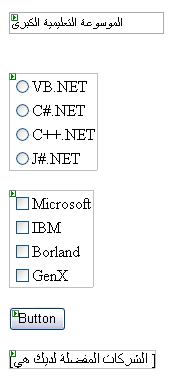 الموسوعة التعليمية الكبرى
VB.NET
C#.NET
C++.NET
J#.NET
Microsoft
IBM
Borland
GenX
Button
[ الشركات المفضلة لديك هي]